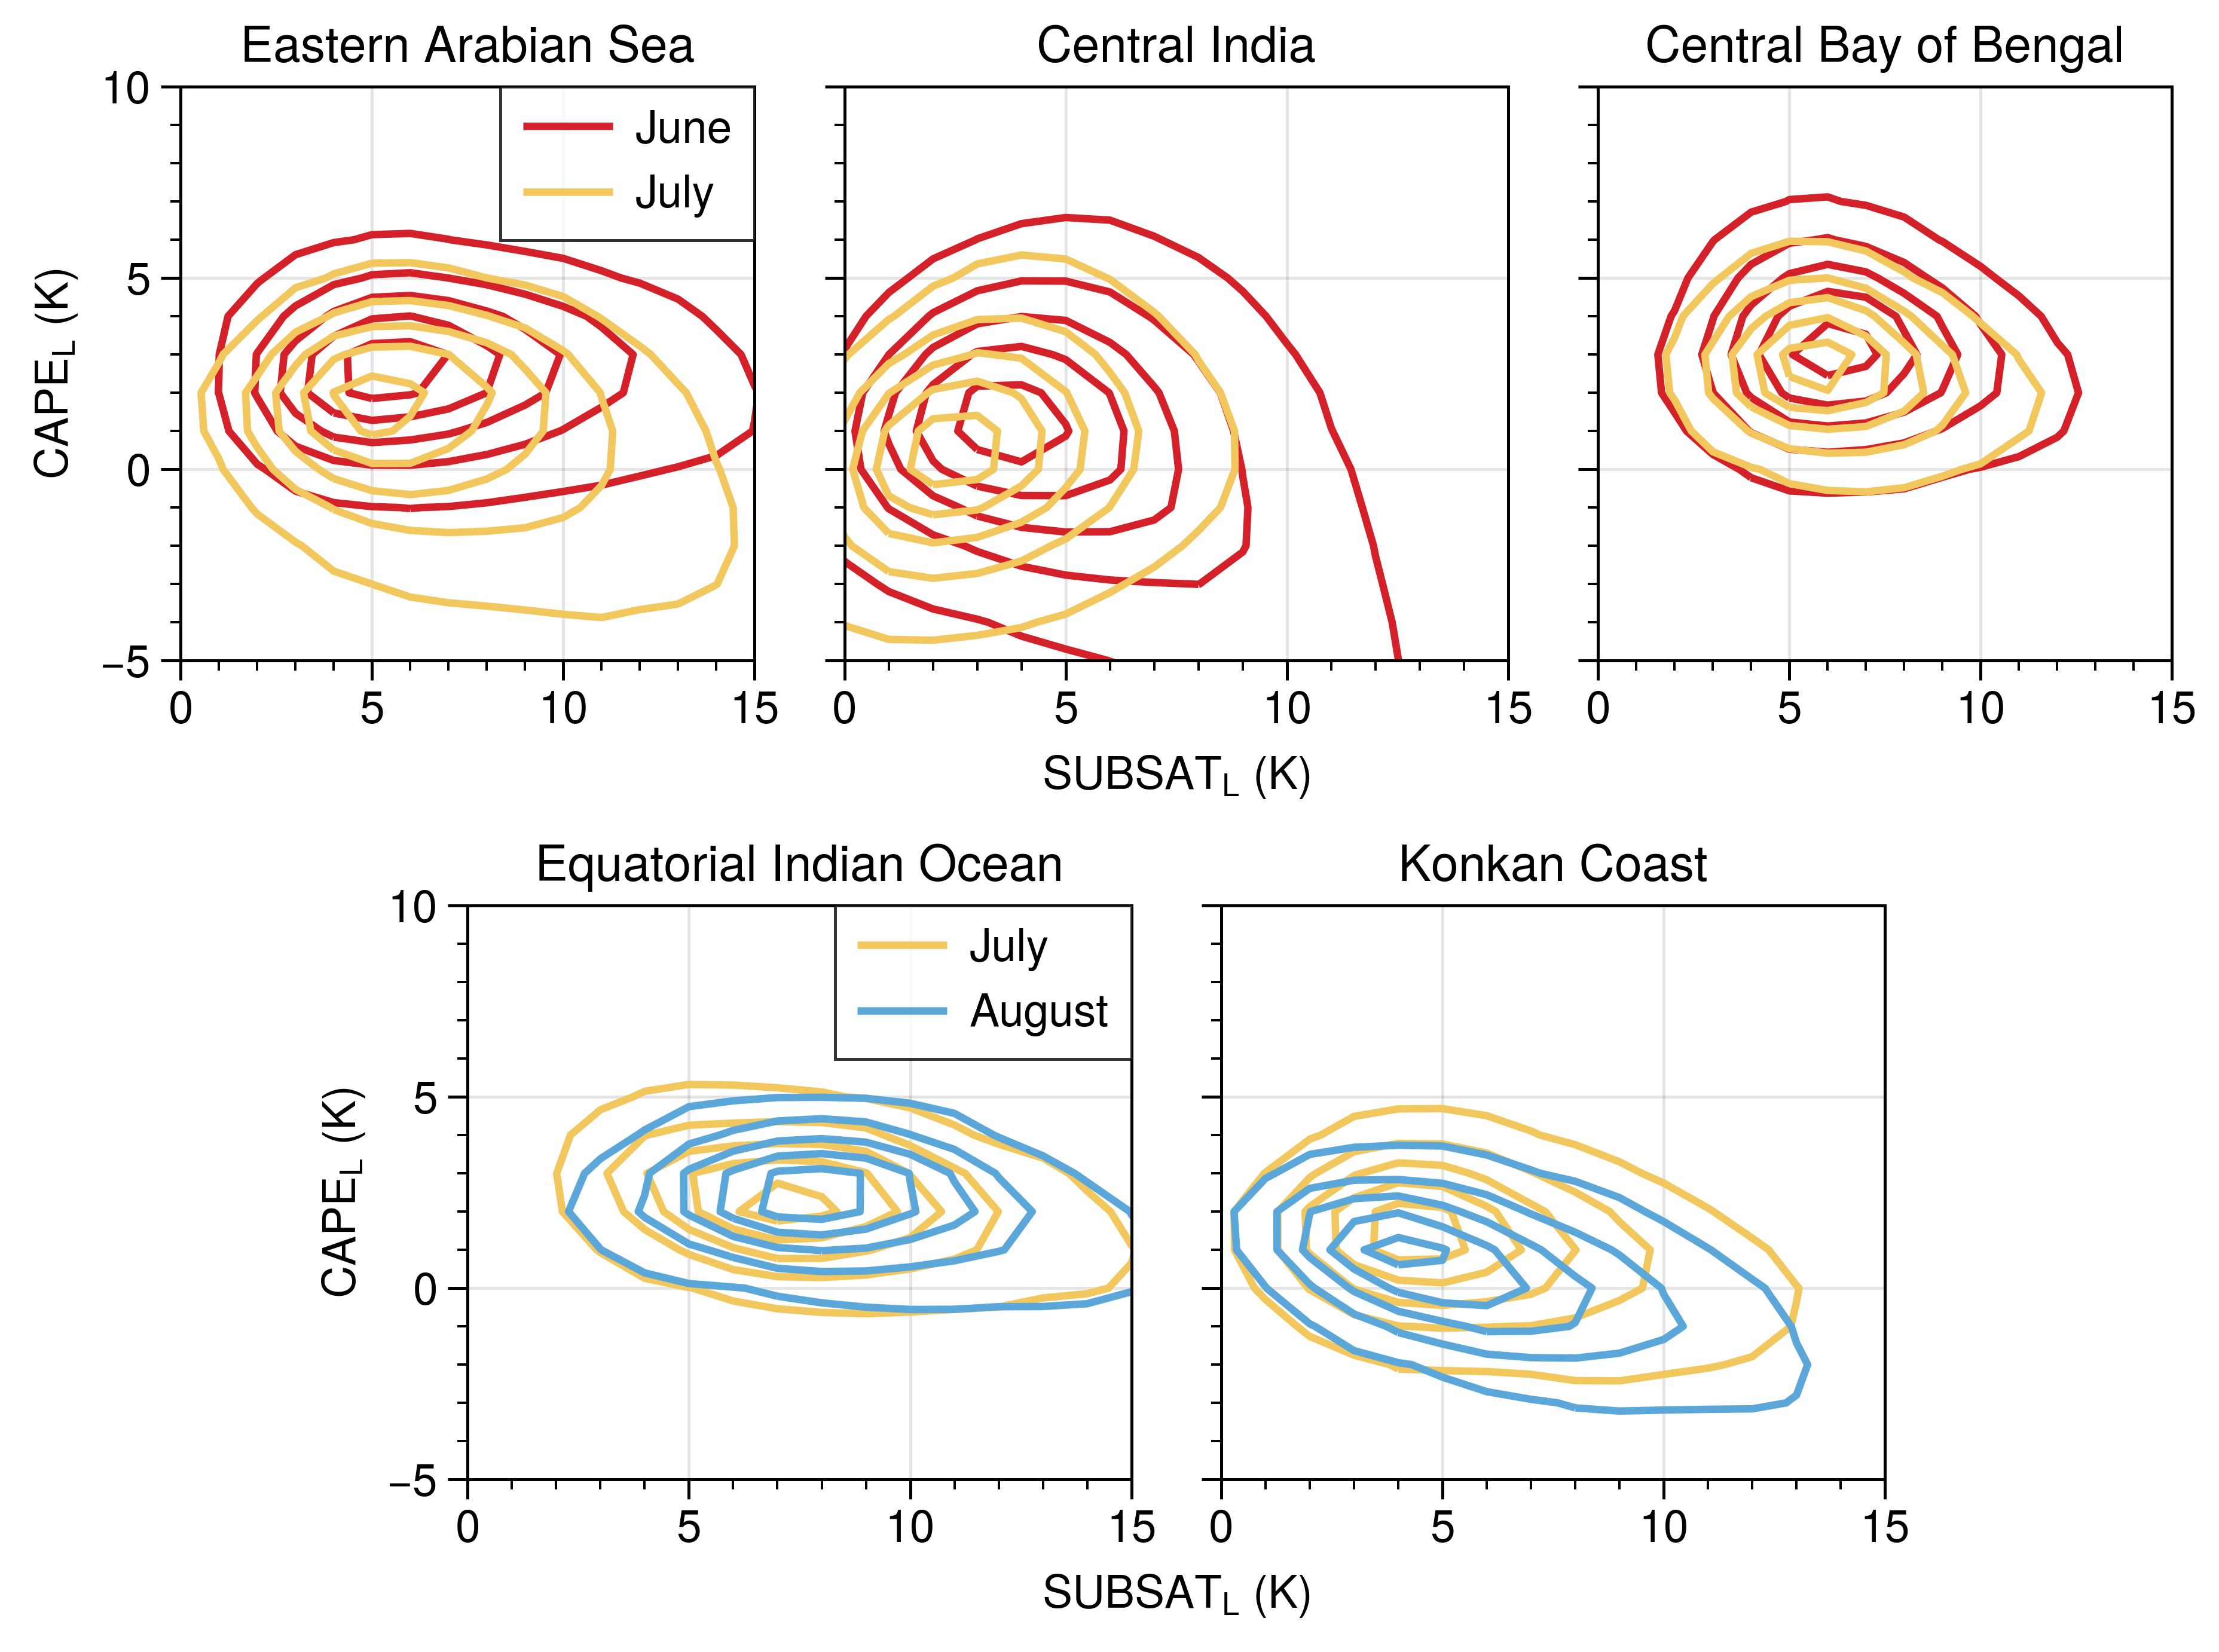 Eastern Arabian Sea Central India Central Bay of Bengal
10
June
July
5
CAPE_L (K)
0
−5
0 5 10 15 0 5 10 15 0 5 10 15
SUBSAT_L (K)
Equatorial Indian Ocean Konkan Coast
10
July
August
5
CAPE_L (K)
0
−5
0 5 10 15 0 5 10 15
SUBSAT_L (K)